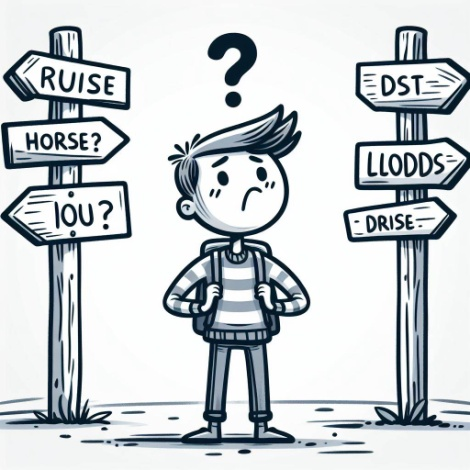 RUISE
HORSE?
IOU?
?
DST
LLODDS
DRISE